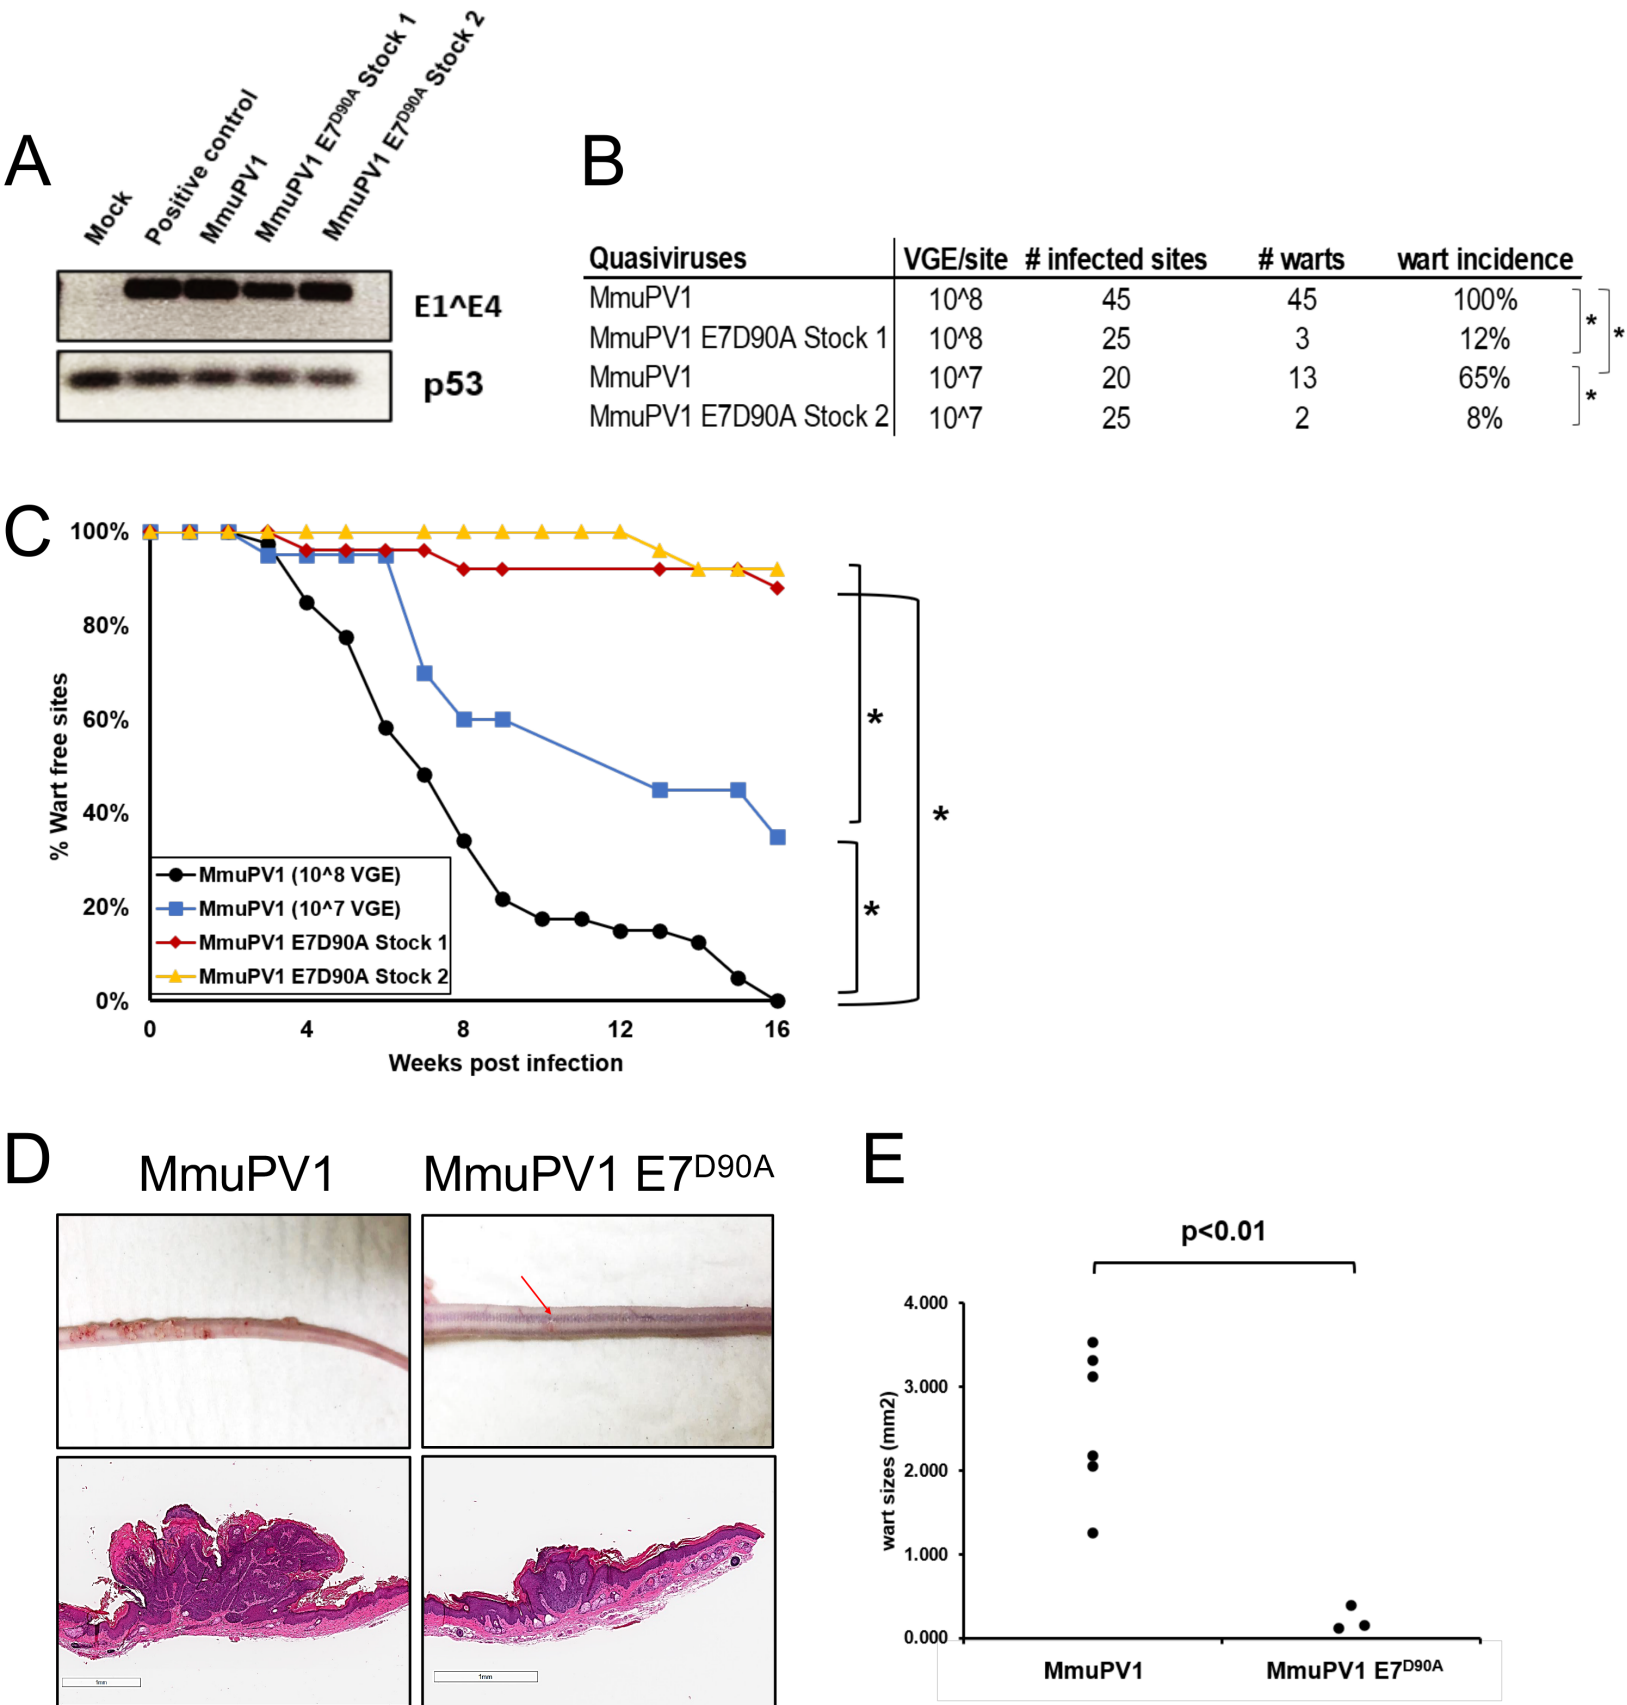 A
Mock
Positive control
MmuPV1
MmuPV1 E7D90A Stock 1
MmuPV1 E7D90A Stock 2
E1^E4
p53
B
Quasiviruses VGE/site # infected sites # warts wart incidence
MmuPV1 10^8 45 45 100%
MmuPV1 E7D90A Stock 1 10^8 25 3 12%
MmuPV1 10^7 20 13 65%
MmuPV1 E7D90A Stock 2 10^7 25 2 8%
*
*
*
C
% Wart free sites
100%
80%
60%
40%
20%
0%
MmuPV1 (10^8 VGE)
MmuPV1 (10^7 VGE)
MmuPV1 E7D90A Stock 1
MmuPV1 E7D90A Stock 2
0 4 8 12 16
Weeks post infection
*
*
*
D
MmuPV1 MmuPV1 E7D90A
1mm
1mm
E
p<0.01
wart sizes (mm2)
4.000
3.000
2.000
1.000
0.000
MmuPV1 MmuPV1 E7D90A